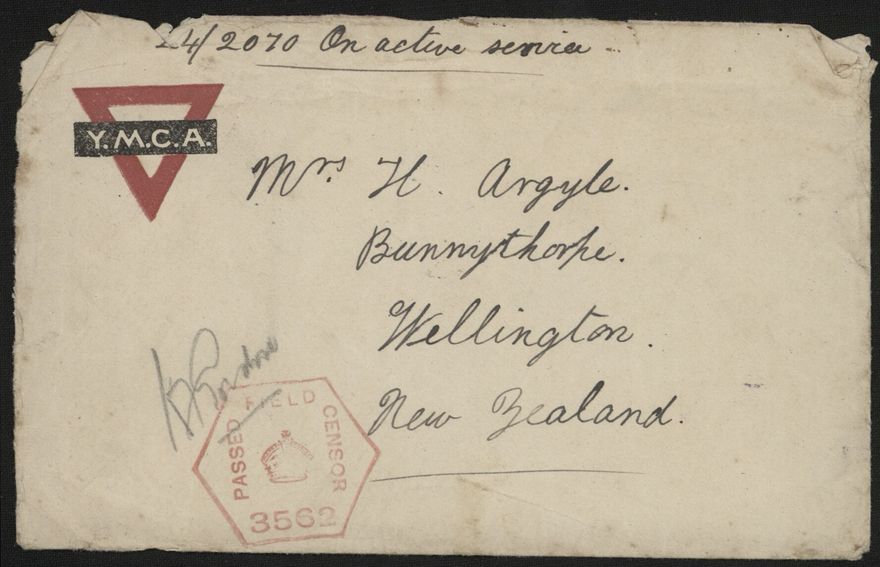 24/2070 On active service
Y.M.C.A.
Mrs H. Argyle.
Bunnythorpe.
Wellington.
New Zealand.
PASSED FIELD CENSOR
3562